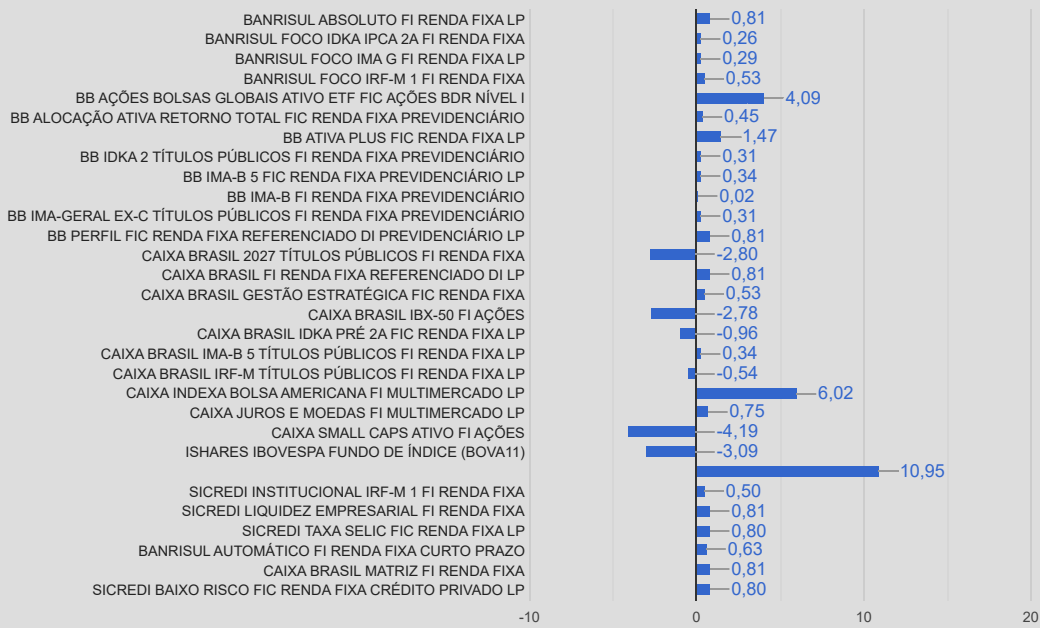 BANRISUL ABSOLUTO FI RENDA FIXA LP 0,81
BANRISUL FOCO IDKA IPCA 2A FI RENDA FIXA 0,26
BANRISUL FOCO IMA G FI RENDA FIXA LP 0,29
BANRISUL FOCO IRF-M 1 FI RENDA FIXA 0,53
BB AÇÕES BOLSAS GLOBAIS ATIVO ETF FIC AÇÕES BDR NÍVEL I 4,09
BB ALOCAÇÃO ATIVA RETORNO TOTAL FIC RENDA FIXA PREVIDENCIÁRIO 0,45
BB ATIVA PLUS FIC RENDA FIXA LP 1,47
BB IDKA 2 TÍTULOS PÚBLICOS FI RENDA FIXA PREVIDENCIÁRIO 0,31
BB IMA-B 5 FIC RENDA FIXA PREVIDENCIÁRIO LP 0,34
BB IMA-B FI RENDA FIXA PREVIDENCIÁRIO 0,02
BB IMA-GERAL EX-C TÍTULOS PÚBLICOS FI RENDA FIXA PREVIDENCIÁRIO 0,31
BB PERFIL FIC RENDA FIXA REFERENCIADO DI PREVIDENCIÁRIO LP 0,81
CAIXA BRASIL 2027 TÍTULOS PÚBLICOS FI RENDA FIXA -2,80
CAIXA BRASIL FI RENDA FIXA REFERENCIADO DI LP 0,81
CAIXA BRASIL GESTÃO ESTRATÉGICA FIC RENDA FIXA 0,53
CAIXA BRASIL IBX-50 FI AÇÕES -2,78
CAIXA BRASIL IDKA PRÉ 2A FIC RENDA FIXA LP -0,96
CAIXA BRASIL IMA-B 5 TÍTULOS PÚBLICOS FI RENDA FIXA LP 0,34
CAIXA BRASIL IRF-M TÍTULOS PÚBLICOS FI RENDA FIXA LP -0,54
CAIXA INDEXA BOLSA AMERICANA FI MULTIMERCADO LP 6,02
CAIXA JUROS E MOEDAS FI MULTIMERCADO LP 0,75
CAIXA SMALL CAPS ATIVO FI AÇÕES -4,19
ISHARES IBOVESPA FUNDO DE ÍNDICE (BOVA11) -3,09
10,95
SICREDI INSTITUCIONAL IRF-M 1 FI RENDA FIXA 0,50
SICREDI LIQUIDEZ EMPRESARIAL FI RENDA FIXA 0,81
SICREDI TAXA SELIC FIC RENDA FIXA LP 0,80
BANRISUL AUTOMÁTICO FI RENDA FIXA CURTO PRAZO 0,63
CAIXA BRASIL MATRIZ FI RENDA FIXA 0,81
SICREDI BAIXO RISCO FIC RENDA FIXA CRÉDITO PRIVADO LP 0,80
-10 0 10 20